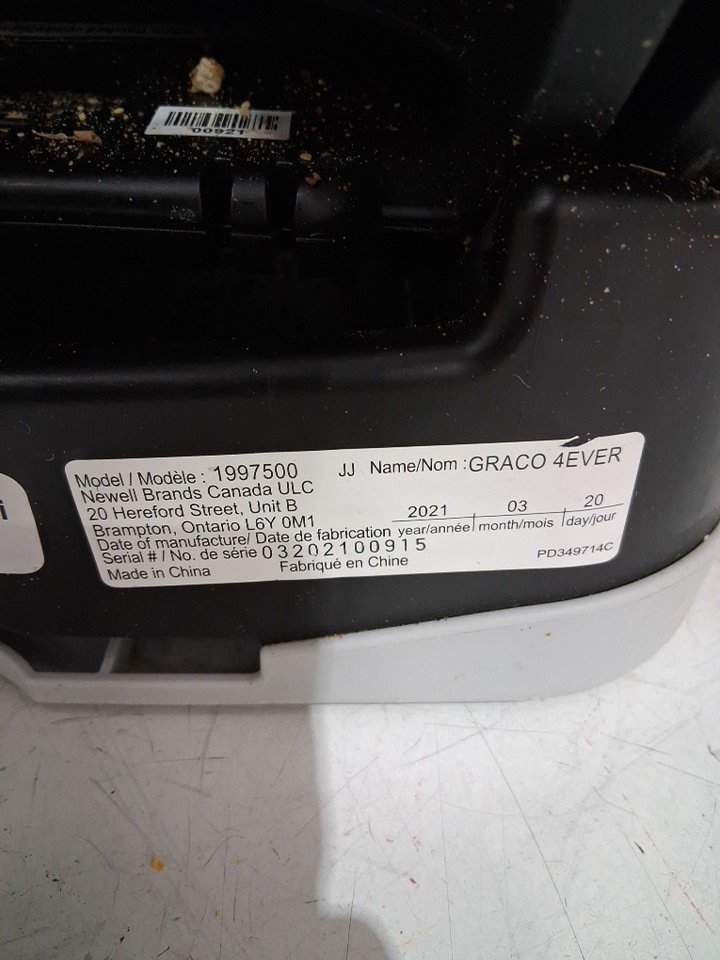 00921
Model / Modèle : 1997500 JJ Name/Nom : GRACO 4EVER
Newell Brands Canada ULC
20 Hereford Street, Unit B
Brampton, Ontario L6Y 0M1
2021 03 20
Date of manufacture/ Date de fabrication year/année month/mois day/jour
Serial # / No. de série 03202100915
PD349714C
Made in China Fabriqué en Chine
i